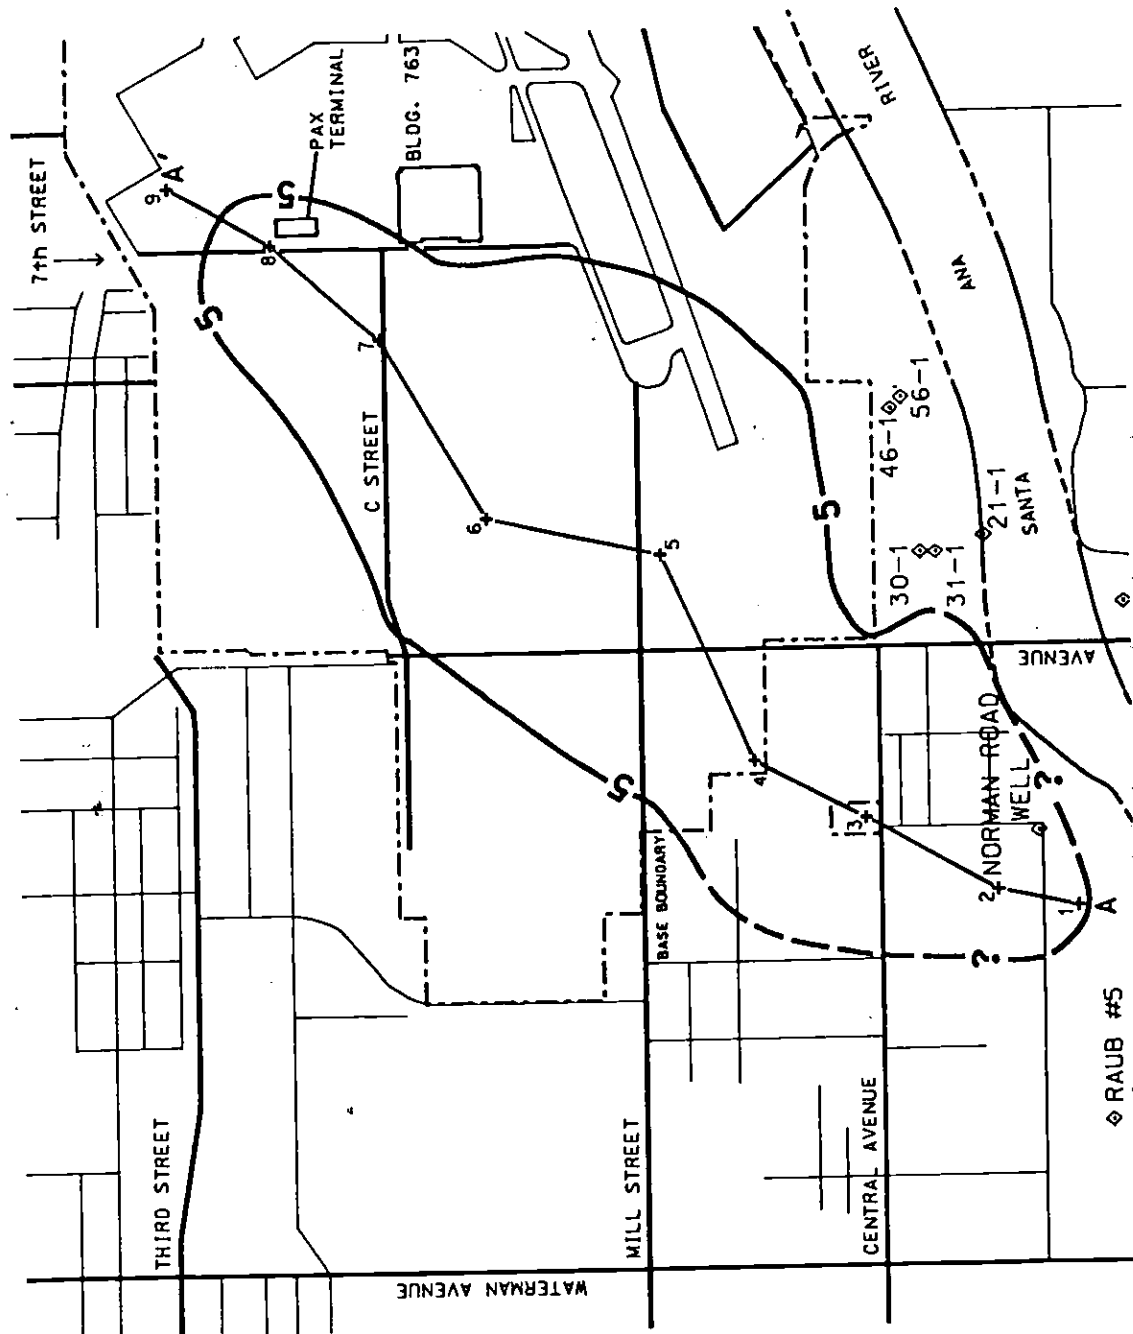 7th STREET
9
A'
PAX
TERMINAL
BLDG. 763
8
5
5
7
C STREET
6
5
5
RIVER
ANA
SANTA
46-1
56-1
21-1
30-1
31-1
AVENUE
4
5
3
BASE BOUNDARY
NORMAN ROAD
WELL
2
1
A
?
?
RAUB #5
THIRD STREET
MILL STREET
CENTRAL AVENUE
WATERMAN AVENUE